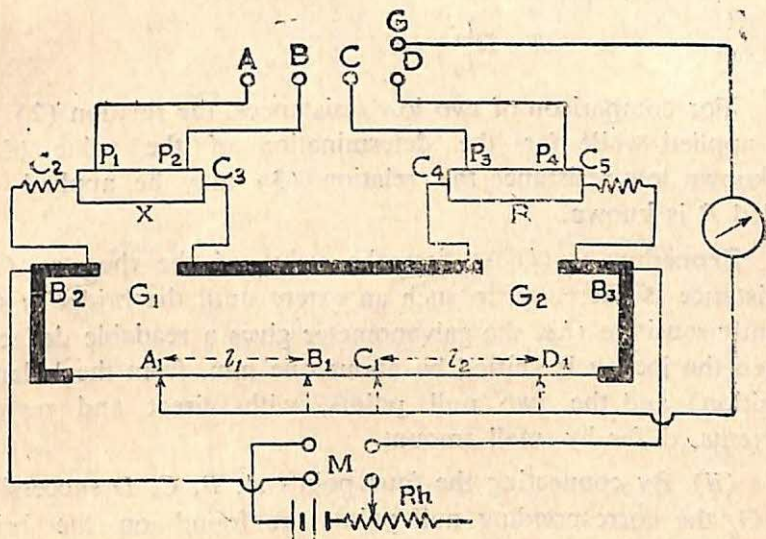 G
A B C D
P₁ P₂ P₃ P₄
C₂ C₃ C₄ C₅
X R
B₂ G₁ G₂ B₃
A₁ l₁ B₁ C₁ l₂ D₁
M
Rh